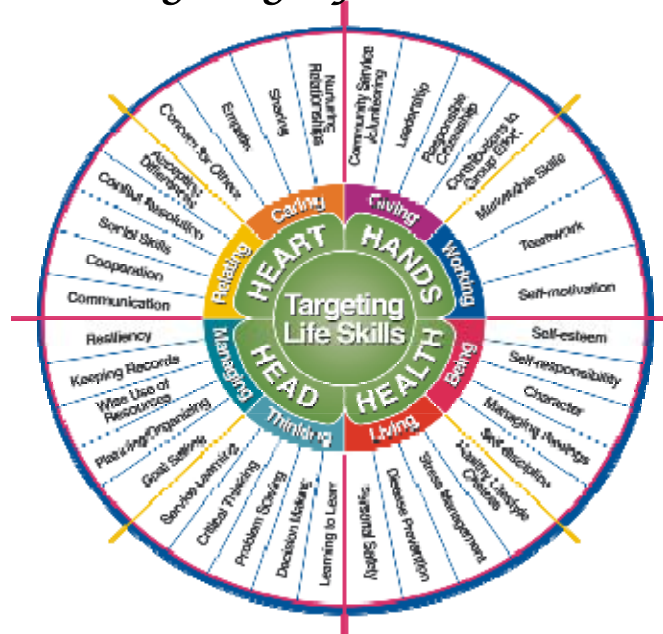 Targeting
Life Skills
HEART
HANDS
HEALTH
HEAD
Caring
Giving
Working
Being
Living
Thinking
Managing
Relating
Nurturing
Relationships
Sharing
Empathy
Concern for Others
Accepting
Differences
Conflict Resolution
Social Skills
Cooperation
Communication
Community Service
Volunteering
Leadership
Responsible
Citizenship
Contributions to
Group Effort
Marketable Skills
Teamwork
Self-motivation
Self-esteem
Self-responsibility
Character
Managing Feelings
Self-discipline
Healthy Lifestyle
Choices
Stress Management
Disease Prevention
Personal Safety
Learning to Learn
Decision Making
Problem Solving
Critical Thinking
Service Learning
Goal Setting
Planning/Organizing
Wise Use of
Resources
Keeping Records
Resiliency